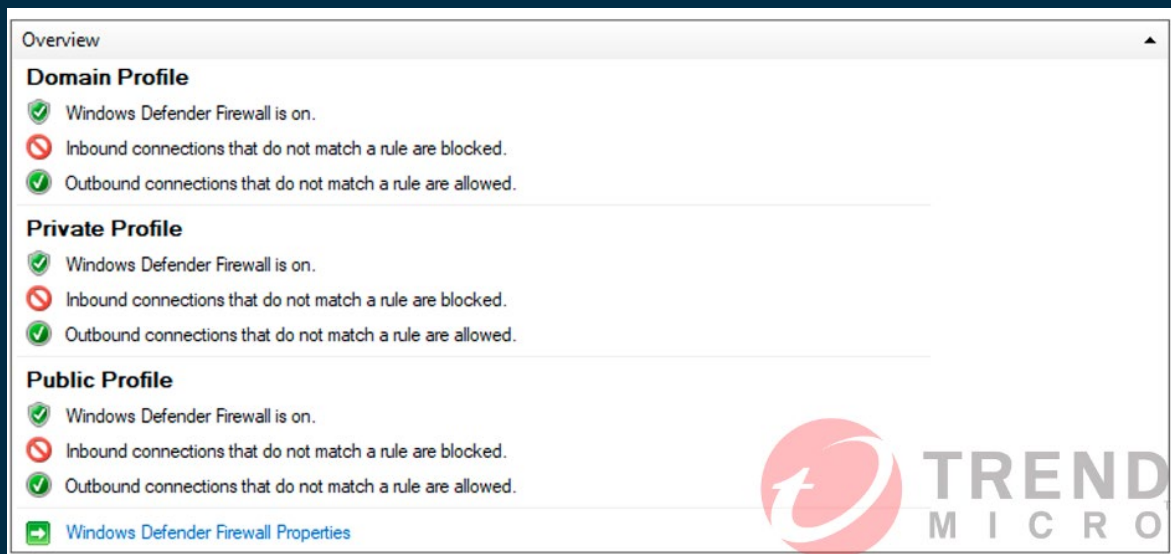 Overview
Domain Profile
Windows Defender Firewall is on.
Inbound connections that do not match a rule are blocked.
Outbound connections that do not match a rule are allowed.
Private Profile
Windows Defender Firewall is on.
Inbound connections that do not match a rule are blocked.
Outbound connections that do not match a rule are allowed.
Public Profile
Windows Defender Firewall is on.
Inbound connections that do not match a rule are blocked.
Outbound connections that do not match a rule are allowed.
Windows Defender Firewall Properties
TREND
MICRO